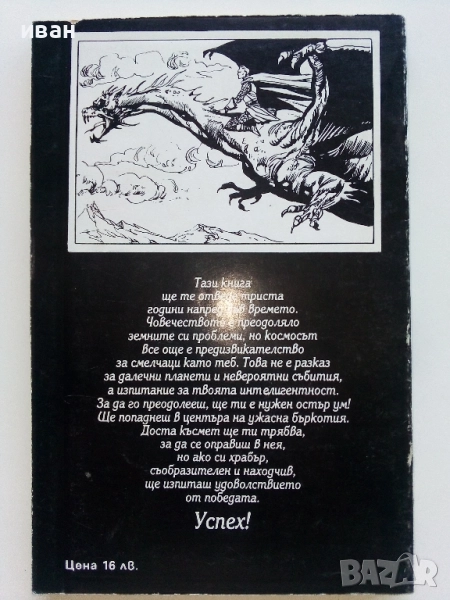 иван
Тази книга
ще те отведе триста
години напред във времето.
Човечеството е преодоляло
земните си проблеми, но космосът
все още е предизвикателство
за смелчаци като теб. Това не е разказ
за далечни планети и невероятни събития,
а изпитание за твоята интелигентност.
За да го преодолееш, ще ти е нужен остър ум!
Ще попаднеш в центъра на ужасна бъркотия.
Доста късмет ще ти трябва,
за да се оправиш в нея,
но ако си храбър,
съобразителен и находчив,
ще изпиташ удоволствието
от победата.
Успех!
Цена 16 лв.
BAZAR